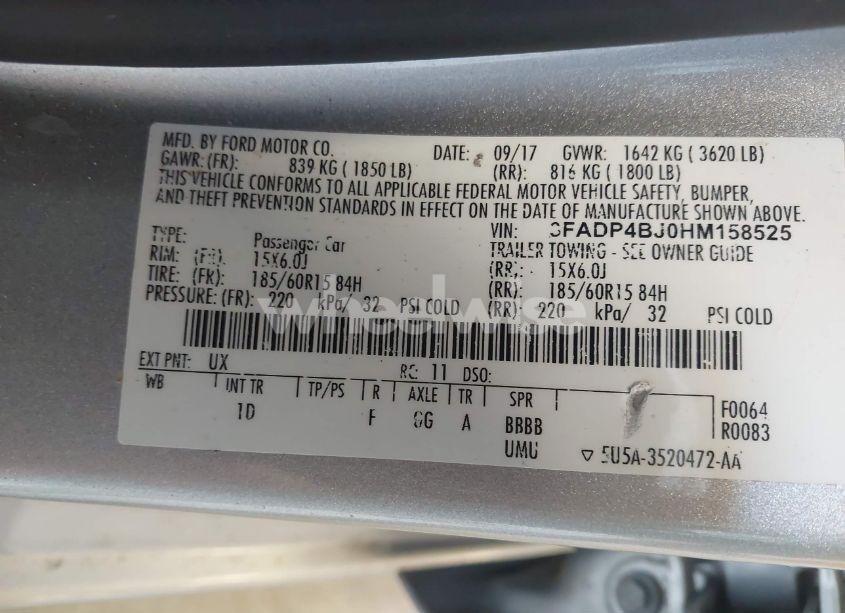 MFD. BY FORD MOTOR CO. DATE: 09/17 GVWR: 1642 KG ( 3620 LB)
GAWR: (FR): 839 KG ( 1850 LB) (RR): 816 KG ( 1800 LB)
THIS VEHICLE CONFORMS TO ALL APPLICABLE FEDERAL MOTOR VEHICLE SAFETY, BUMPER,
AND THEFT PREVENTION STANDARDS IN EFFECT ON THE DATE OF MANUFACTURE SHOWN ABOVE.
VIN: 3FADP4BJ0HM158525
TYPE: Passenger Car TRAILER TOWING - SEE OWNER GUIDE
RIM: (FR): 15X6.0J (RR): 15X6.0J
TIRE: (FR): 185/60R15 84H (RR): 185/60R15 84H
PRESSURE: (FR): 220 kPa/ 32 PSI COLD (RR): 220 kPa/ 32 PSI COLD
wheelwise
EXT PNT: UX RC: 11 DSO:
WB INT TR TP/PS R AXLE TR SPR
1D F GG A BBBB
UMU
F0064
R0083
▽ 5U5A-3520472-AA